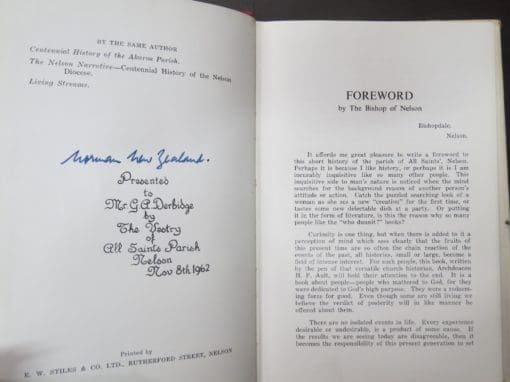 BY THE SAME AUTHOR
Centennial History of the Akaroa Parish.
The Nelson Narrative—Centennial History of the Nelson
Diocese.
Living Streams.
Norman New Zealand.
Presented
to
Mr. G.A. Derbidge
by
The Vestry
of
All Saints Parish
Nelson
Nov 8th 1962
Printed by
R. W. STILES & CO. LTD., RUTHERFORD STREET, NELSON
FOREWORD
by The Bishop of Nelson
Bishopdale,
Nelson.
It affords me great pleasure to write a foreword to
this short history of the parish of All Saints', Nelson.
Perhaps it is because I like history, or perhaps it is I am
incurably inquisitive like so many other people. This
inquisitive side to man's nature is noticed when the mind
searches for the background reasons of another person's
attitude or action. Catch the puzzled searching look of a
woman as she sees a new "creation" for the first time, or
tastes some new delectable dish at a party. Or putting
it in the form of literature, is this the reason why so many
people like the "who dunnit" books?
Curiosity is one thing, but when there is added to it a
perception of mind which sees clearly that the fruits of
this present time are so often the chain reaction of the
events of the past, all histories, small or large, become a
field of intense interest. For such people, this book, written
by the pen of that versatile church historian, Archdeacon
H. F. Ault, will hold their attention to the end. It is a
book about people—people who mattered to God, for they
were dedicated to God's high purpose. They were a redeem-
ing force for good. Even though some are still living we
believe the verdict of posterity will in like manner be
offered about them.
There are no isolated events in life. Every experience
desirable or undesirable, is a product of some cause. If
the results we are seeing today are disagreeable, then it
becomes the responsibility of this present generation to set